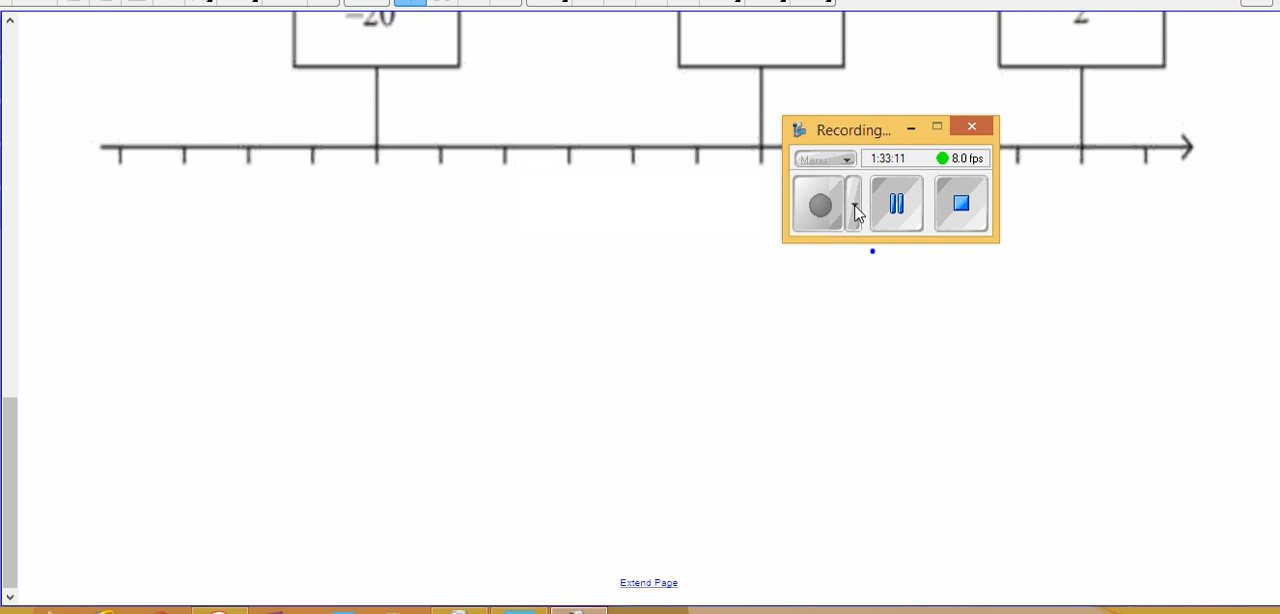 -20
2
Recording...
Menu
1:33:11
8.0 fps
Extend Page